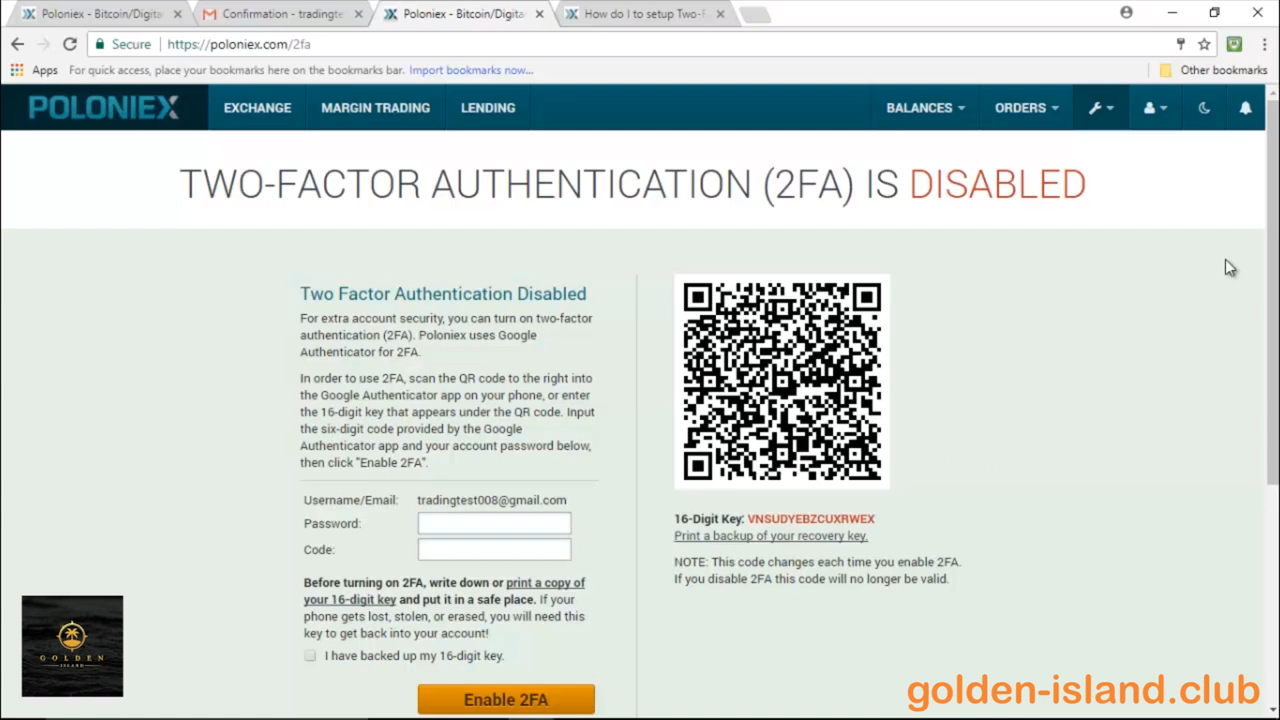 Poloniex - Bitcoin/Digita
Confirmation - tradingte
Poloniex - Bitcoin/Digita
How do I to setup Two-F
Secure
https://poloniex.com/2fa
Apps
For quick access, place your bookmarks here on the bookmarks bar. Import bookmarks now...
Other bookmarks
POLONIEX
EXCHANGE
MARGIN TRADING
LENDING
BALANCES
ORDERS
TWO-FACTOR AUTHENTICATION (2FA) IS DISABLED
Two Factor Authentication Disabled
For extra account security, you can turn on two-factor
authentication (2FA). Poloniex uses Google
Authenticator for 2FA.
In order to use 2FA, scan the QR code to the right into
the Google Authenticator app on your phone, or enter
the 16-digit key that appears under the QR code. Input
the six-digit code provided by the Google
Authenticator app and your account password below,
then click "Enable 2FA".
Username/Email: tradingtest008@gmail.com
Password:
Code:
Before turning on 2FA, write down or print a copy of
your 16-digit key and put it in a safe place. If your
phone gets lost, stolen, or erased, you will need this
key to get back into your account!
I have backed up my 16-digit key.
Enable 2FA
16-Digit Key: VNSUDYEBZCUXRWEX
Print a backup of your recovery key.
NOTE: This code changes each time you enable 2FA.
If you disable 2FA this code will no longer be valid.
GOLDEN
ISLAND
golden-island.club